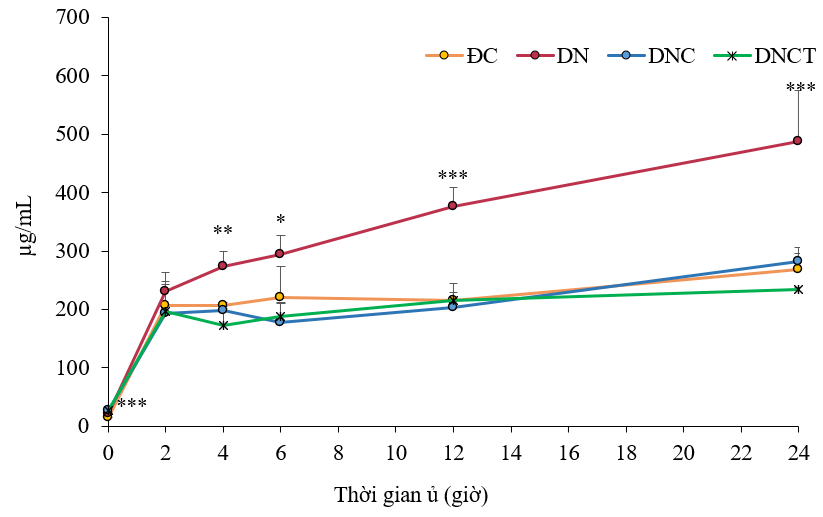 700
600
500
400
300
200
100
0
µg/mL
ĐC DN DNC DNCT
***
** * *** ***
0 2 4 6 8 10 12 14 16 18 20 22 24
Thời gian ủ (giờ)